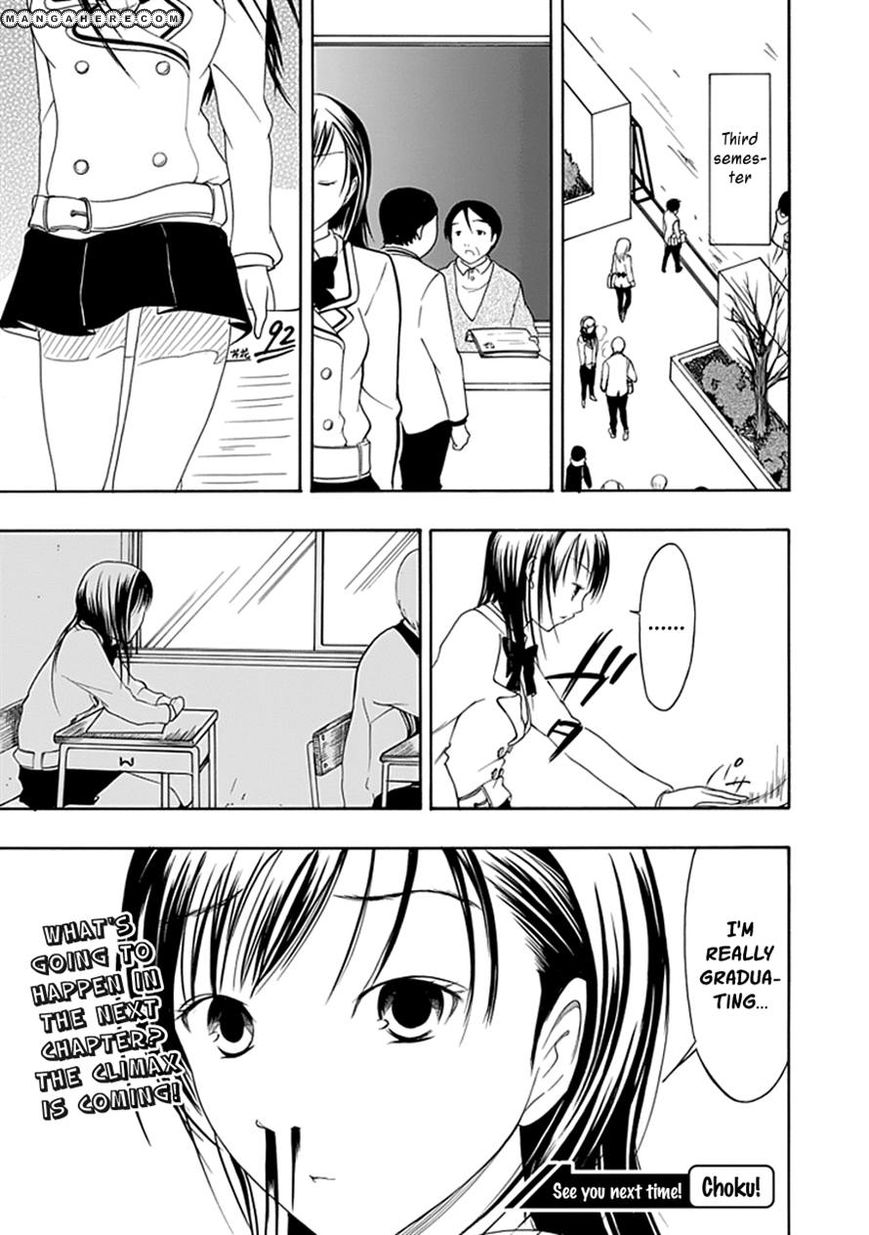 MANGAHERE.COM
Third
semes-
ter
92
.......
I'M
REALLY
GRADUA-
TING...
WHAT'S
GOING TO
HAPPEN IN
THE NEXT
CHAPTER?
THE CLIMAX
IS COMING!
See you next time!
Choku!